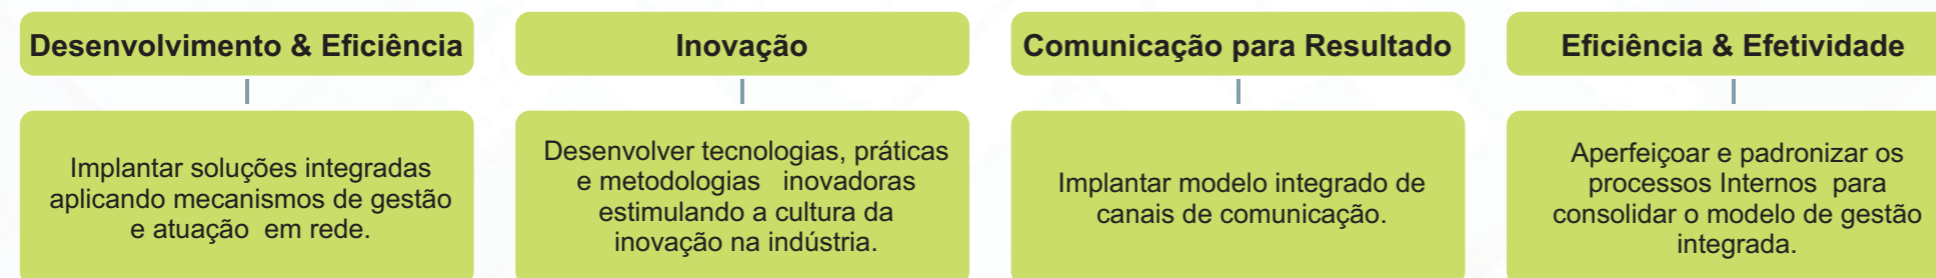 Desenvolvimento & Eficiência
Implantar soluções integradas
aplicando mecanismos de gestão
e atuação em rede.
Inovação
Desenvolver tecnologias, práticas
e metodologias inovadoras
estimulando a cultura da
inovação na indústria.
Comunicação para Resultado
Implantar modelo integrado de
canais de comunicação.
Eficiência & Efetividade
Aperfeiçoar e padronizar os
processos Internos para
consolidar o modelo de gestão
integrada.